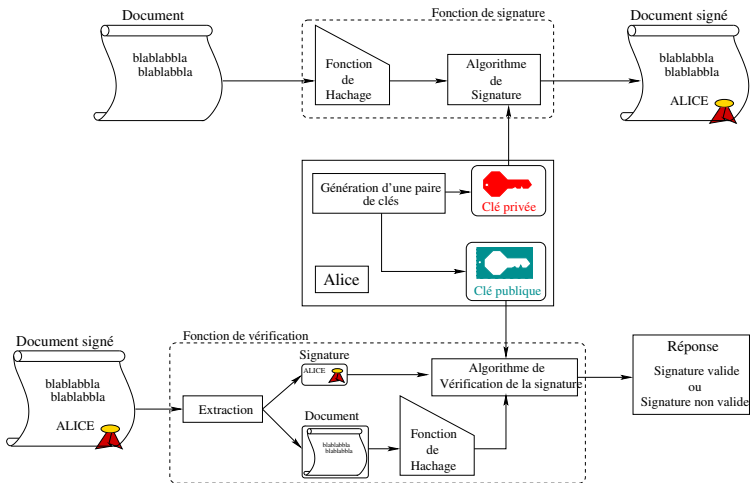 Document
blablabbla
blablabbla
Fonction de signature
Fonction
de
Hachage
Algorithme
de
Signature
Document signé
blablabbla
blablabbla
ALICE
Génération d'une paire
de clés
Clé privée
Alice
Clé publique
Document signé
blablabbla
blablabbla
ALICE
Fonction de vérification
Extraction
Signature
ALICE
Document
blablabbla
blablabbla
Fonction
de
Hachage
Algorithme de
Vérification de la signature
Réponse
Signature valide
ou
Signature non valide